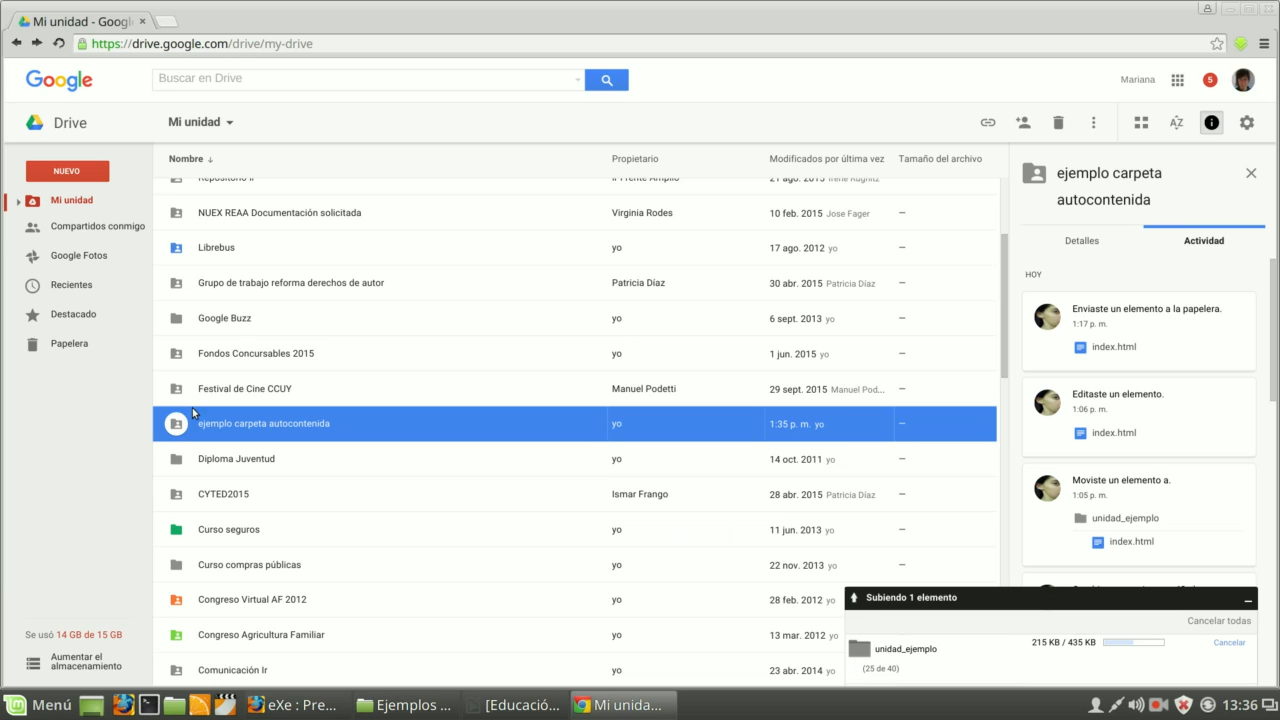 Mi unidad - Googl
https://drive.google.com/drive/my-drive
Google
Buscar en Drive
Mariana
5
Drive
Mi unidad
NUEVO
Mi unidad
Compartidos conmigo
Google Fotos
Recientes
Destacado
Papelera
Se usó 14 GB de 15 GB
Aumentar el
almacenamiento
Nombre ↓ Propietario Modificados por última vez Tamaño del archivo
Repositorio Ir Ir Frente Amplio 21 ago. 2013 Irene Rügnitz
NUEX REAA Documentación solicitada Virginia Rodes 10 feb. 2015 Jose Fager —
Librebus yo 17 ago. 2012 yo —
Grupo de trabajo reforma derechos de autor Patricia Díaz 30 abr. 2015 Patricia Díaz —
Google Buzz yo 6 sept. 2013 yo —
Fondos Concursables 2015 yo 1 jun. 2015 yo —
Festival de Cine CCUY Manuel Podetti 29 sept. 2015 Manuel Pod... —
ejemplo carpeta autocontenida yo 1:35 p. m. yo —
Diploma Juventud yo 14 oct. 2011 yo —
CYTED2015 Ismar Frango 28 abr. 2015 Patricia Díaz —
Curso seguros yo 11 jun. 2013 yo —
Curso compras públicas yo 22 nov. 2013 yo —
Congreso Virtual AF 2012 yo 28 feb. 2012 yo
Congreso Agricultura Familiar yo 13 mar. 2012 yo
Comunicación Ir yo 23 abr. 2014 yo
ejemplo carpeta
autocontenida
Detalles Actividad
HOY
Enviaste un elemento a la papelera.
1:17 p. m.
index.html
Editaste un elemento.
1:06 p. m.
index.html
Moviste un elemento a.
1:05 p. m.
unidad_ejemplo
index.html
Subiendo 1 elemento
Cancelar todas
unidad_ejemplo 215 KB / 435 KB Cancelar
(25 de 40)
Menú eXe : Pre... Ejemplos ... [Educació... Mi unida... 13:36